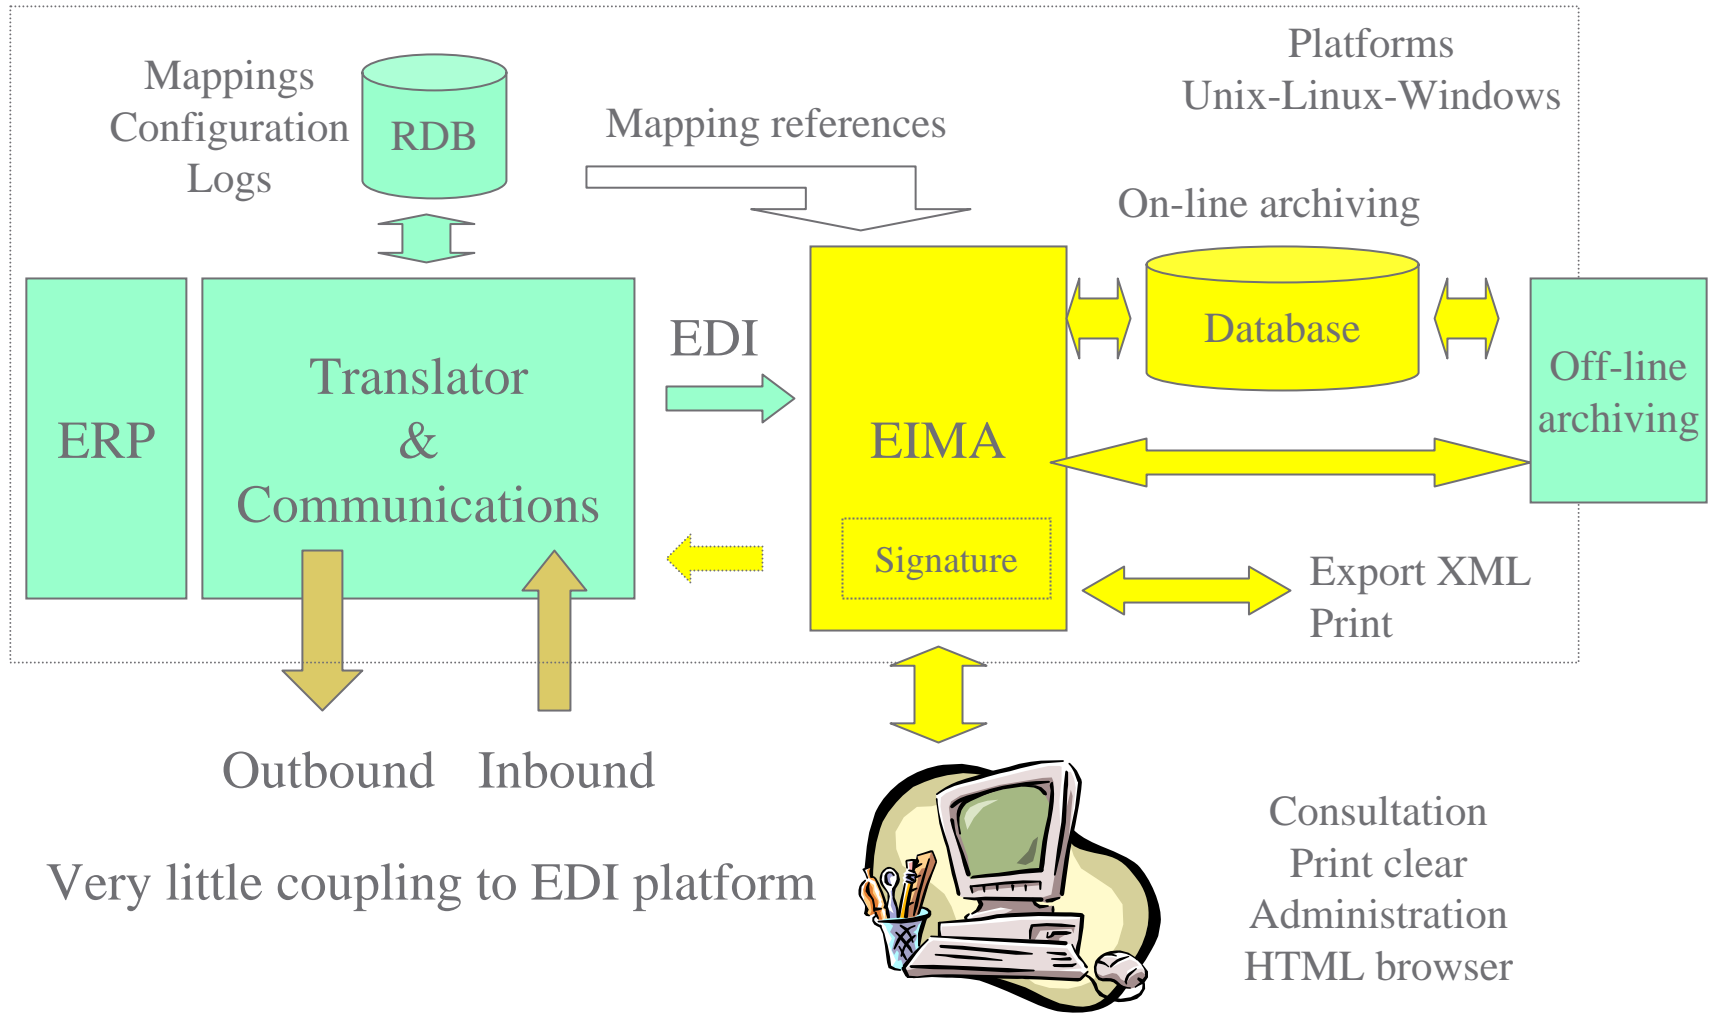 Platforms
Unix-Linux-Windows
Mappings
Configuration
Logs
RDB
Mapping references
On-line archiving
ERP
Translator
&
Communications
EDI
EIMA
Signature
Database
Off-line
archiving
Export XML
Print
Outbound
Inbound
Very little coupling to EDI platform
Consultation
Print clear
Administration
HTML browser